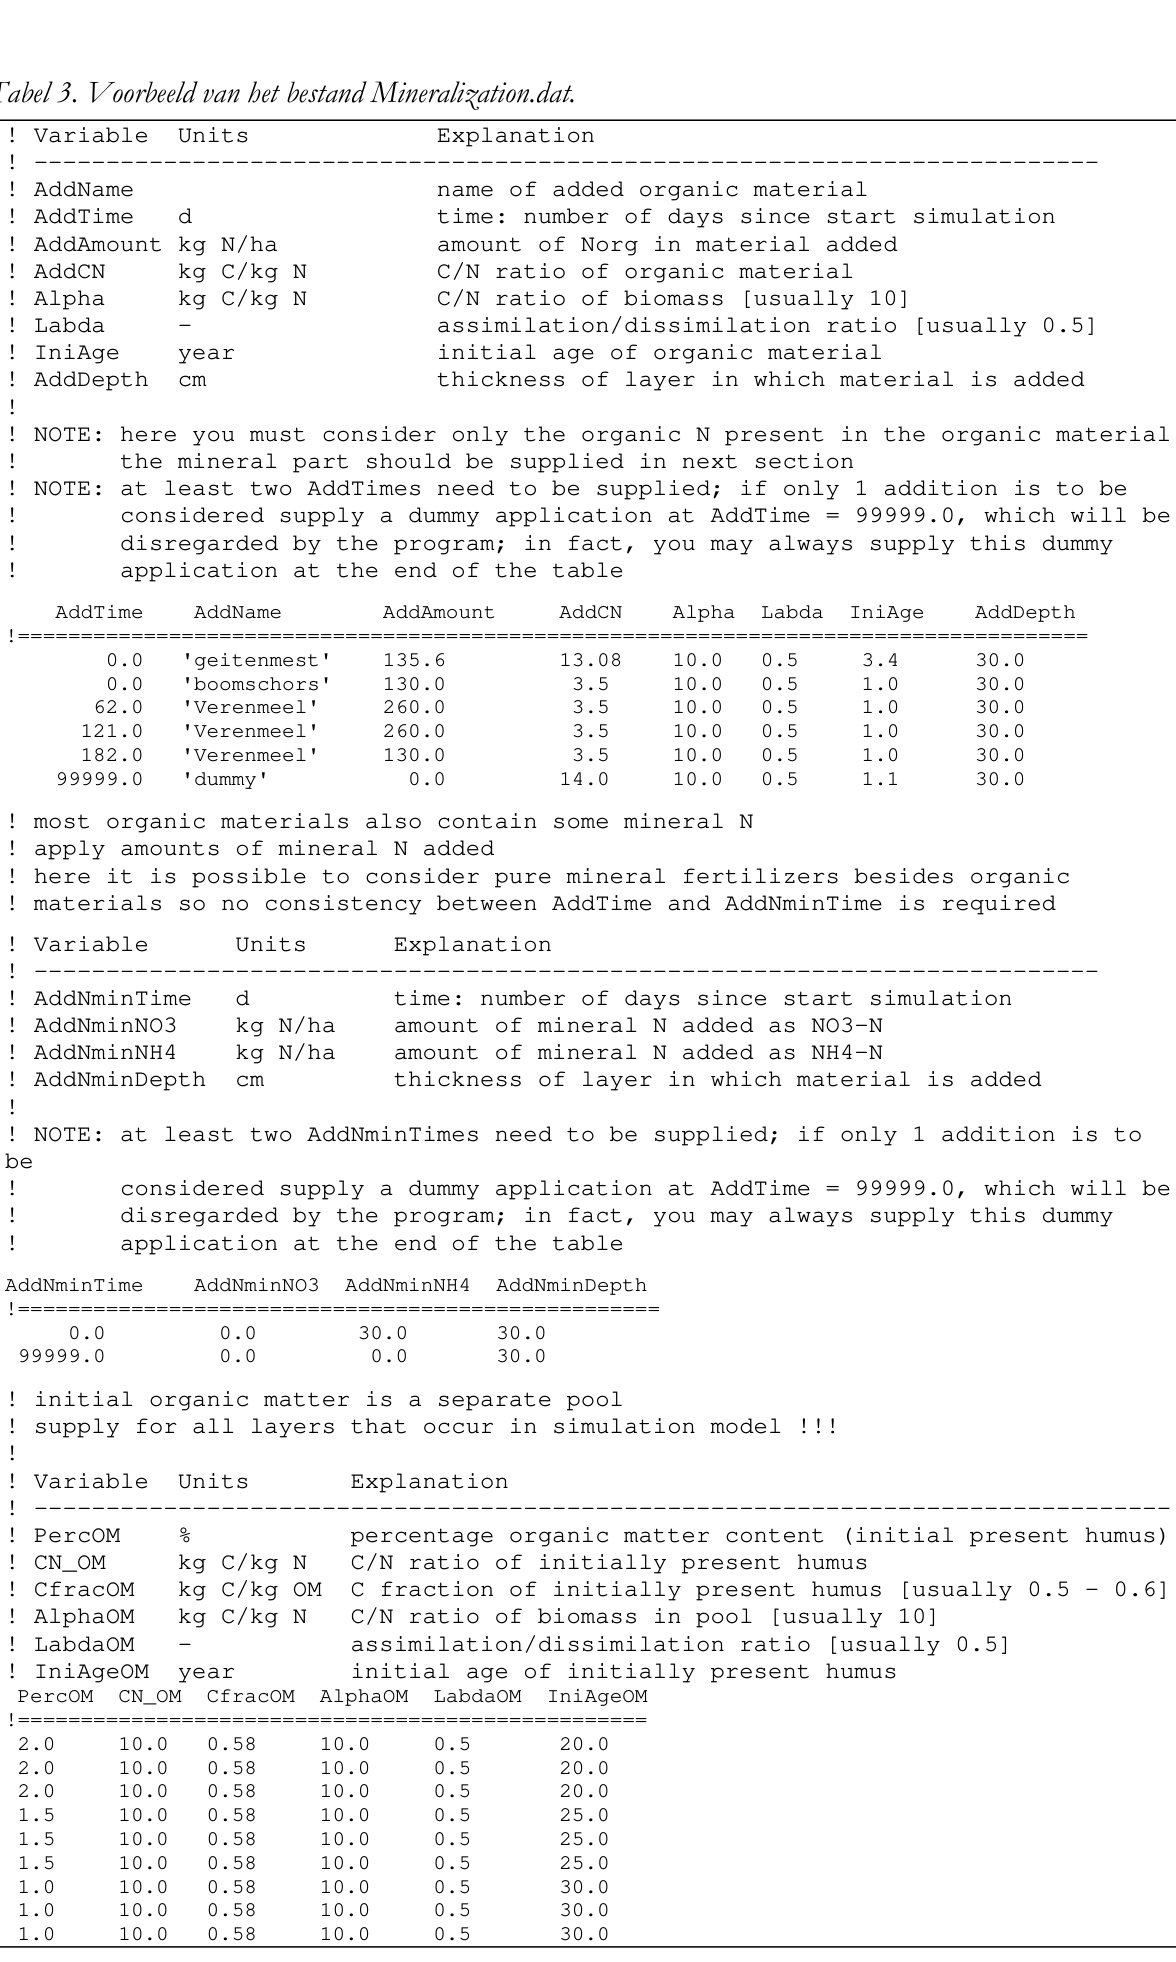 Tabel 3. Voorbeeld van het bestand Mineralization.dat.
! Variable  Units             Explanation
! --------------------------------------------------------------------------
! AddName                     name of added organic material
! AddTime   d                 time: number of days since start simulation
! AddAmount kg N/ha           amount of Norg in material added
! AddCN     kg C/kg N         C/N ratio of organic material
! Alpha     kg C/kg N         C/N ratio of biomass [usually 10]
! Labda     -                 assimilation/dissimilation ratio [usually 0.5]
! IniAge    year              initial age of organic material
! AddDepth  cm                thickness of layer in which material is added
!
! NOTE: here you must consider only the organic N present in the organic material
!       the mineral part should be supplied in next section
! NOTE: at least two AddTimes need to be supplied; if only 1 addition is to be
!       considered supply a dummy application at AddTime = 99999.0, which will be
!       disregarded by the program; in fact, you may always supply this dummy
!       application at the end of the table
    AddTime    AddName        AddAmount     AddCN    Alpha  Labda  IniAge    AddDepth
!=====================================================================================
        0.0   'geitenmest'    135.6         13.08    10.0   0.5     3.4      30.0
        0.0   'boomschors'    130.0          3.5     10.0   0.5     1.0      30.0
       62.0   'Verenmeel'     260.0          3.5     10.0   0.5     1.0      30.0
      121.0   'Verenmeel'     260.0          3.5     10.0   0.5     1.0      30.0
      182.0   'Verenmeel'     130.0          3.5     10.0   0.5     1.0      30.0
    99999.0   'dummy'           0.0         14.0     10.0   0.5     1.1      30.0
! most organic materials also contain some mineral N
! apply amounts of mineral N added
! here it is possible to consider pure mineral fertilizers besides organic
! materials so no consistency between AddTime and AddNminTime is required
! Variable      Units      Explanation
! --------------------------------------------------------------------------
! AddNminTime   d          time: number of days since start simulation
! AddNminNO3    kg N/ha    amount of mineral N added as NO3-N
! AddNminNH4    kg N/ha    amount of mineral N added as NH4-N
! AddNminDepth  cm         thickness of layer in which material is added
!
! NOTE: at least two AddNminTimes need to be supplied; if only 1 addition is to
be
!       considered supply a dummy application at AddTime = 99999.0, which will be
!       disregarded by the program; in fact, you may always supply this dummy
!       application at the end of the table
AddNminTime    AddNminNO3  AddNminNH4  AddNminDepth
!===================================================
     0.0         0.0        30.0       30.0
 99999.0         0.0         0.0       30.0
! initial organic matter is a separate pool
! supply for all layers that occur in simulation model !!!
!
! Variable  Units       Explanation
! -------------------------------------------------------------------------------
! PercOM    %           percentage organic matter content (initial present humus)
! CN_OM     kg C/kg N   C/N ratio of initially present humus
! CfracOM   kg C/kg OM  C fraction of initially present humus [usually 0.5 - 0.6]
! AlphaOM   kg C/kg N   C/N ratio of biomass in pool [usually 10]
! LabdaOM   -           assimilation/dissimilation ratio [usually 0.5]
! IniAgeOM  year        initial age of initially present humus
 PercOM  CN_OM  CfracOM  AlphaOM  LabdaOM  IniAgeOM
!==================================================
 2.0     10.0   0.58     10.0     0.5       20.0
 2.0     10.0   0.58     10.0     0.5       20.0
 2.0     10.0   0.58     10.0     0.5       20.0
 1.5     10.0   0.58     10.0     0.5       25.0
 1.5     10.0   0.58     10.0     0.5       25.0
 1.5     10.0   0.58     10.0     0.5       25.0
 1.0     10.0   0.58     10.0     0.5       30.0
 1.0     10.0   0.58     10.0     0.5       30.0
 1.0     10.0   0.58     10.0     0.5       30.0